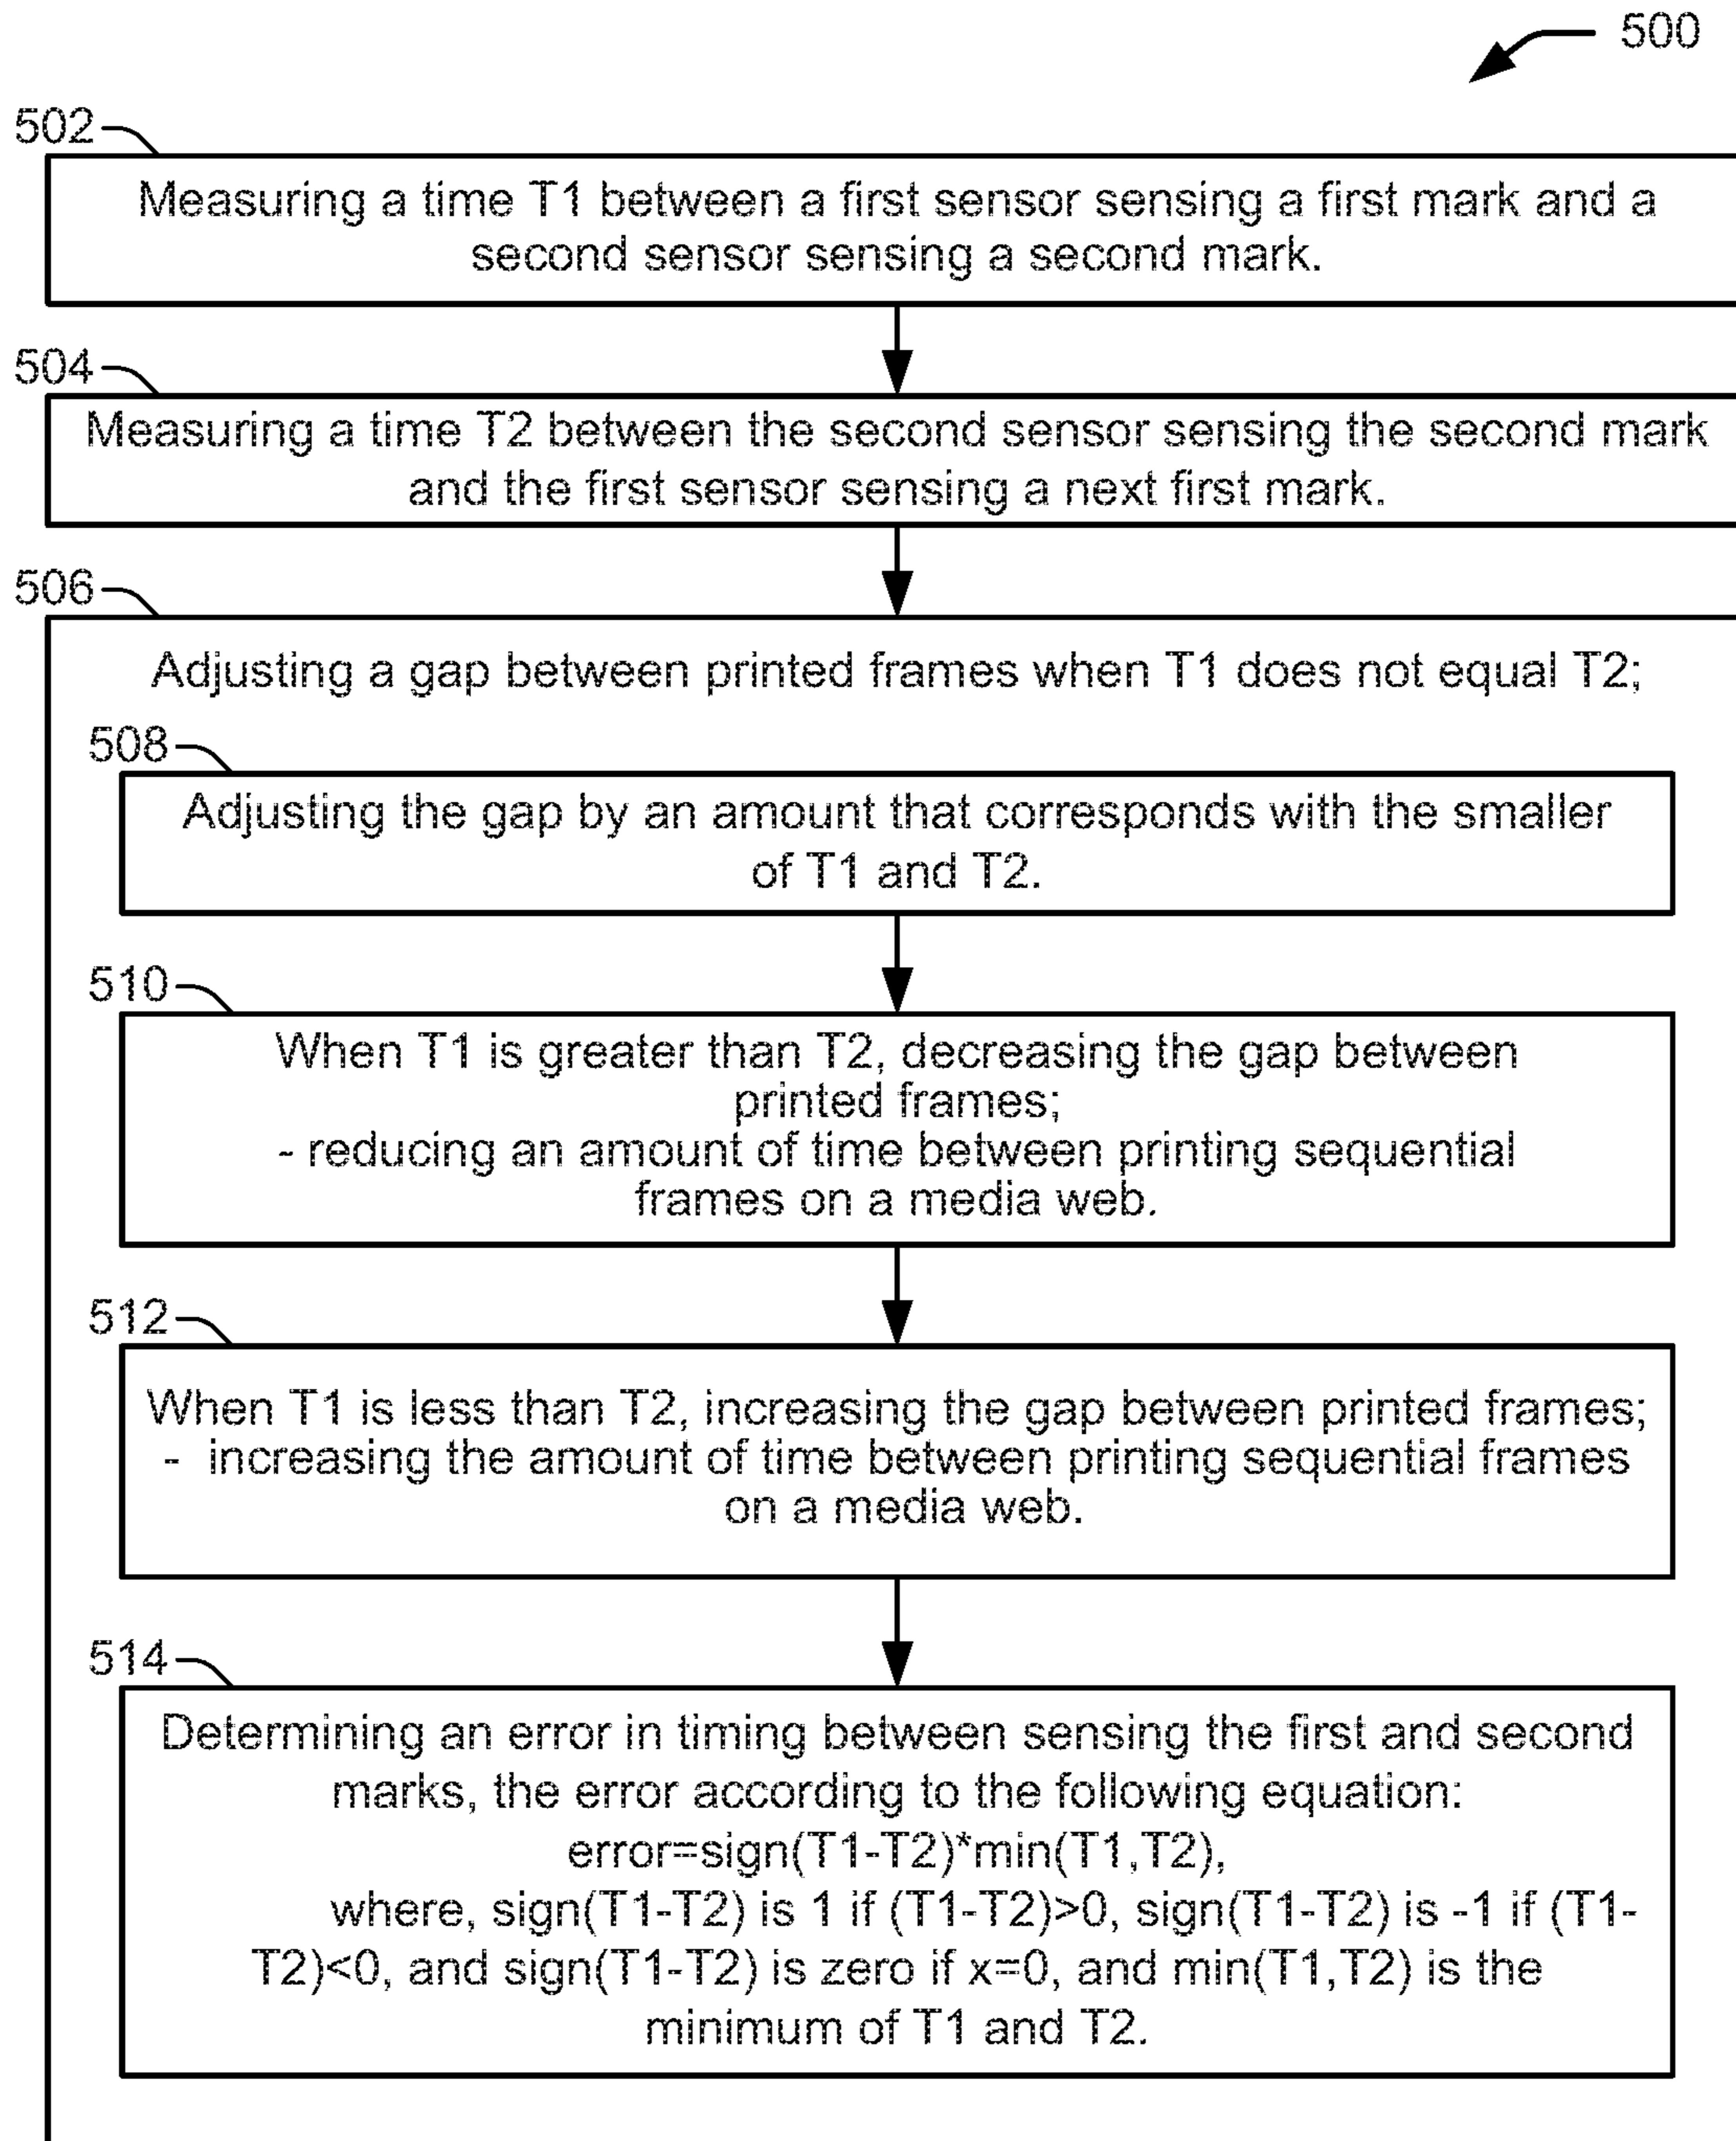 500
502
Measuring a time T1 between a first sensor sensing a first mark and a
second sensor sensing a second mark.
504
Measuring a time T2 between the second sensor sensing the second mark
and the first sensor sensing a next first mark.
506
Adjusting a gap between printed frames when T1 does not equal T2;
508
Adjusting the gap by an amount that corresponds with the smaller
of T1 and T2.
510
When T1 is greater than T2, decreasing the gap between
printed frames;
- reducing an amount of time between printing sequential
frames on a media web.
512
When T1 is less than T2, increasing the gap between printed frames;
- increasing the amount of time between printing sequential frames
on a media web.
514
Determining an error in timing between sensing the first and second
marks, the error according to the following equation:
error=sign(T1-T2)*min(T1,T2),
where, sign(T1-T2) is 1 if (T1-T2)>0, sign(T1-T2) is -1 if (T1-
T2)<0, and sign(T1-T2) is zero if x=0, and min(T1,T2) is the
minimum of T1 and T2.